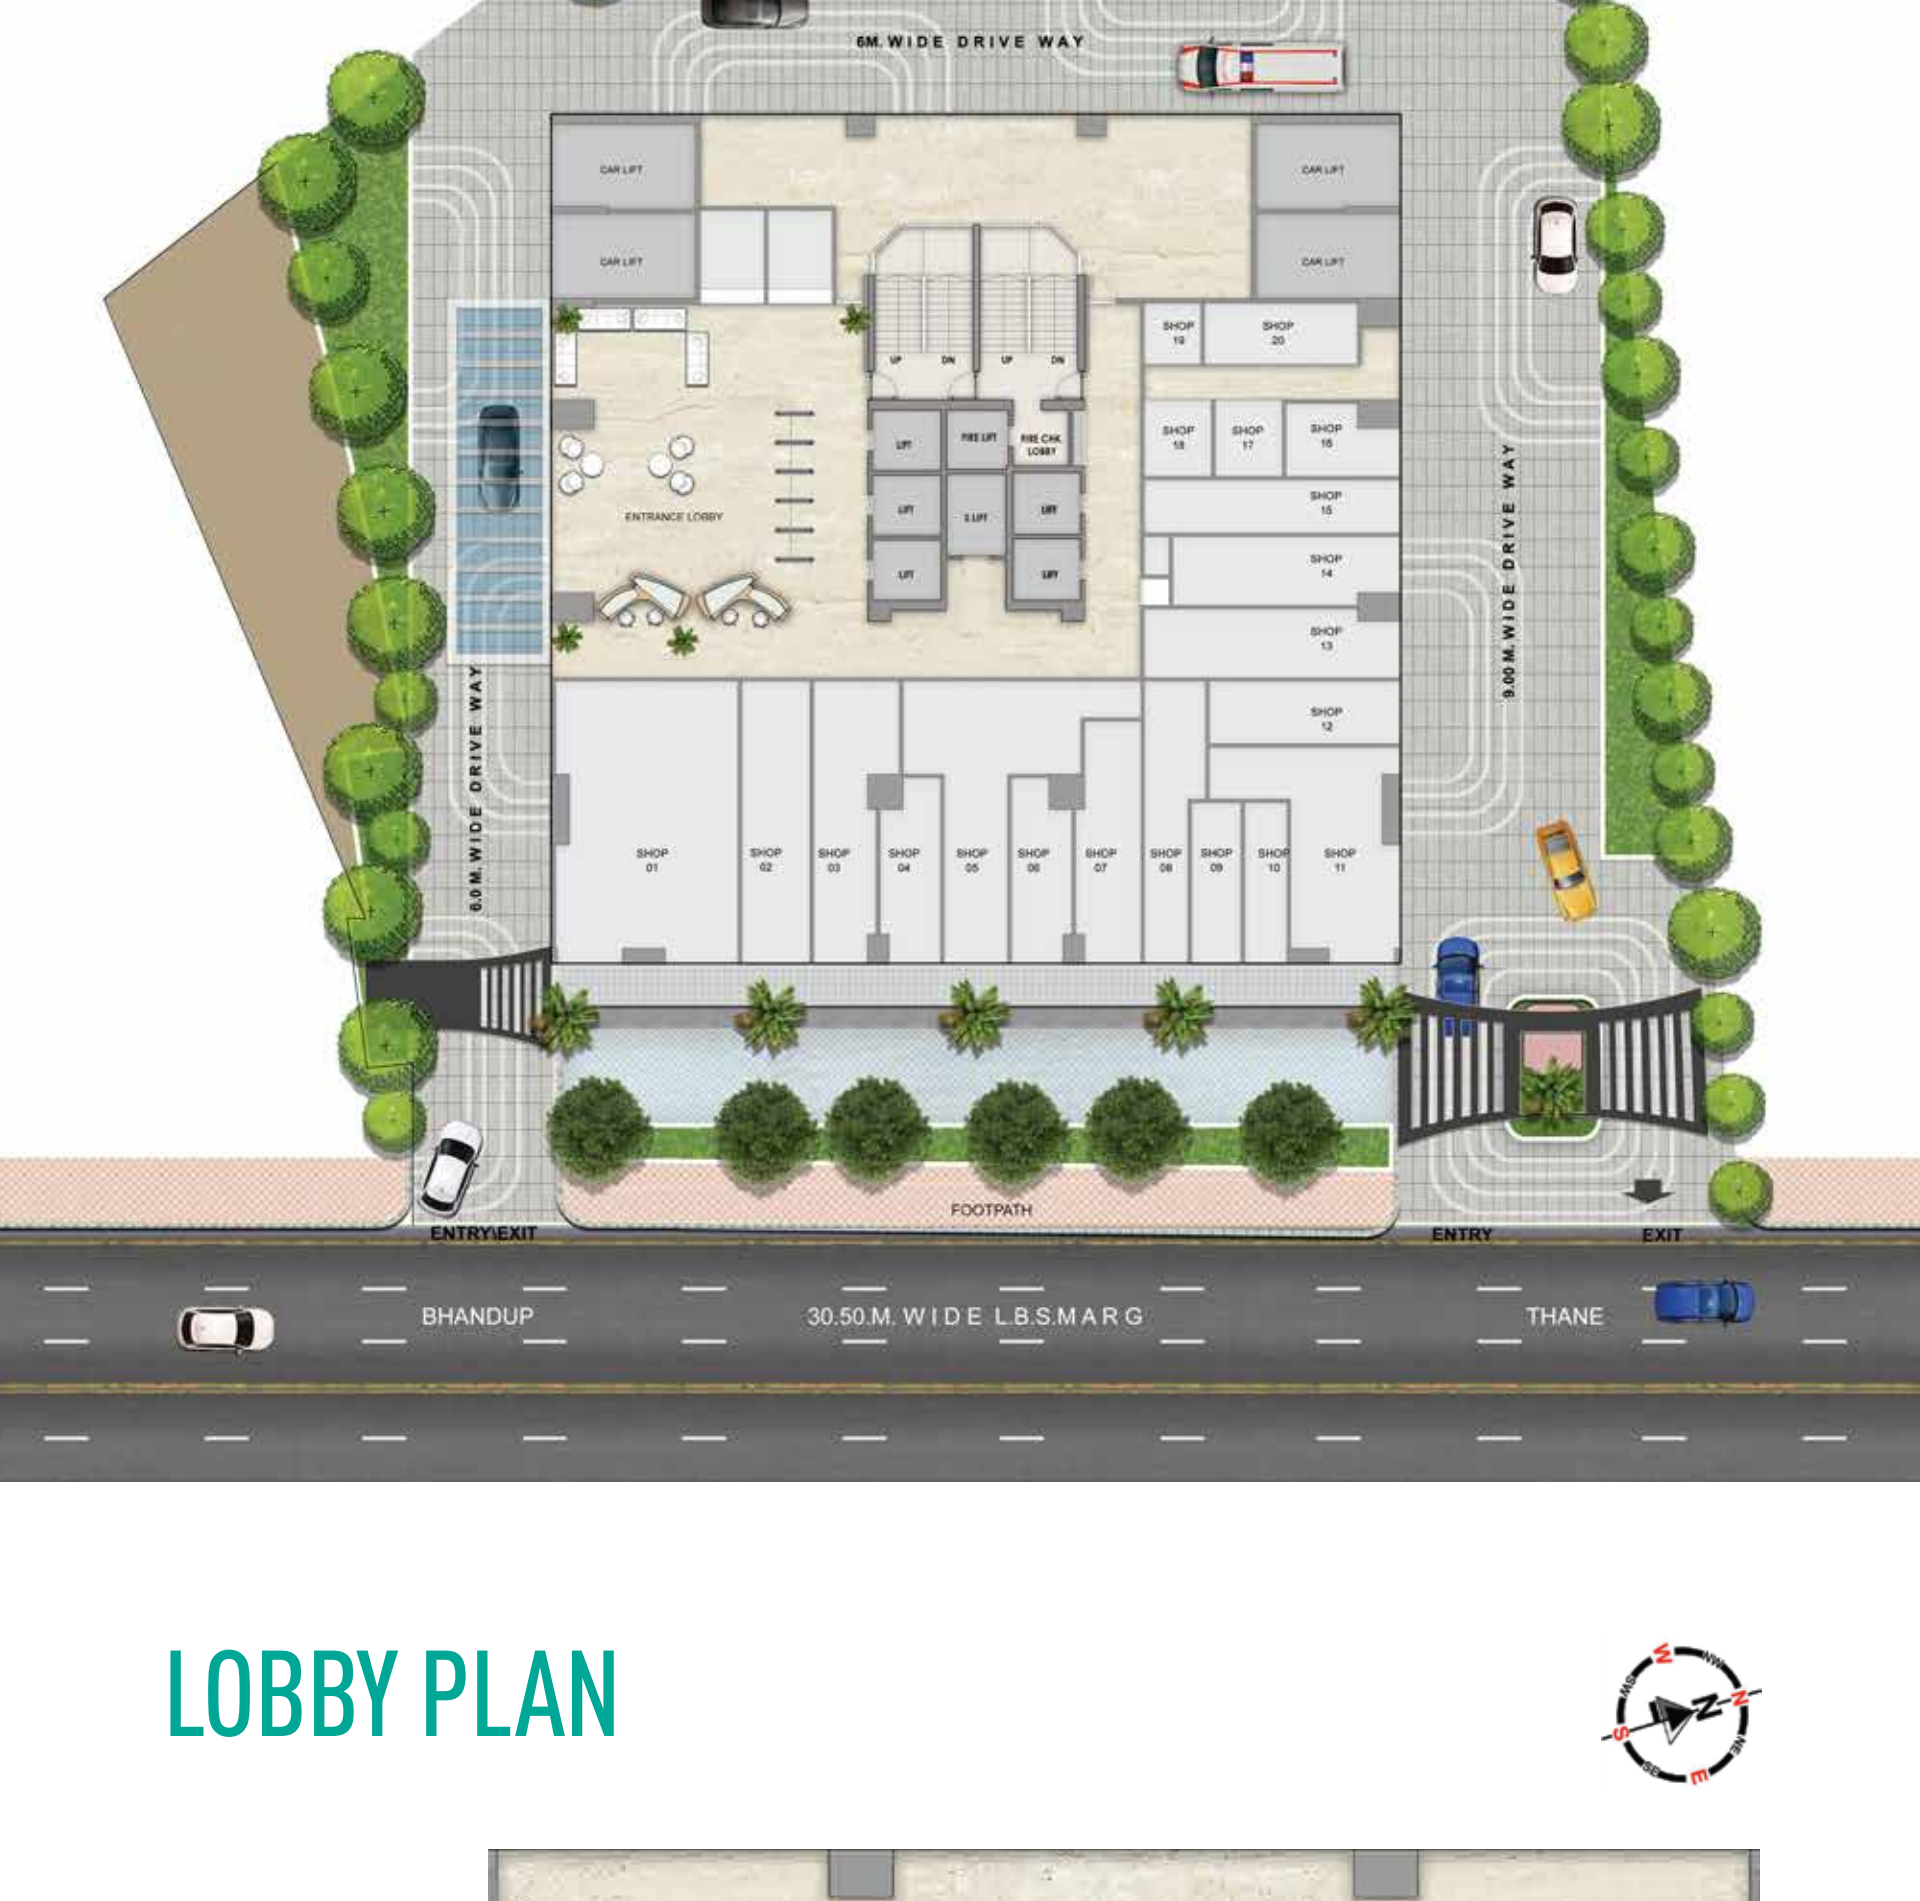 6M. WIDE DRIVE WAY
CAR LIFT
CAR LIFT
CAR LIFT
CAR LIFT
SHOP
19
SHOP
20
UP
DN
UP
DN
LIFT
FIRE LIFT
FIRE CHK.
LOBBY
SHOP
18
SHOP
17
SHOP
16
ENTRANCE LOBBY
LIFT
S.LIFT
LIFT
SHOP
15
LIFT
LIFT
SHOP
14
SHOP
13
SHOP
12
6.0 M. WIDE DRIVE WAY
9.00 M. WIDE DRIVE WAY
SHOP
01
SHOP
02
SHOP
03
SHOP
04
SHOP
05
SHOP
06
SHOP
07
SHOP
08
SHOP
09
SHOP
10
SHOP
11
FOOTPATH
ENTRY\EXIT
ENTRY
EXIT
BHANDUP
30.50.M. WIDE L.B.S.MARG
THANE
LOBBY PLAN
W
NW
N
NE
E
SE
S
SW
N